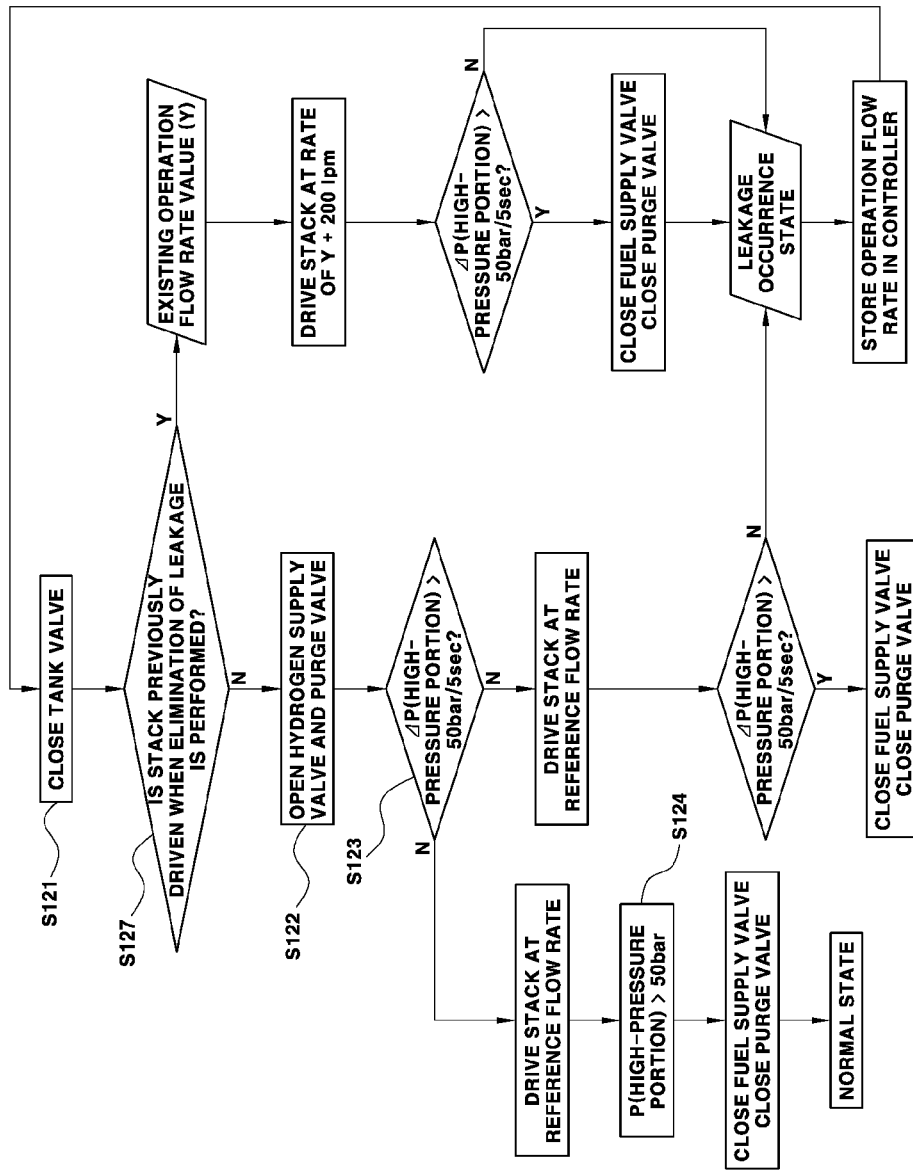 CLOSE TANK VALVE
S121
IS STACK PREVIOUSLY
DRIVEN WHEN ELIMINATION OF LEAKAGE
IS PERFORMED?
S127
Y
N
EXISTING OPERATION
FLOW RATE VALUE (Y)
OPEN HYDROGEN SUPPLY
VALVE AND PURGE VALVE
S122
DRIVE STACK AT RATE
OF Y + 200 lpm
⊿P(HIGH-
PRESSURE PORTION) >
50bar/5sec?
S123
N
N
⊿P(HIGH-
PRESSURE PORTION) >
50bar/5sec?
N
Y
DRIVE STACK AT
REFERENCE FLOW RATE
DRIVE STACK AT
REFERENCE FLOW RATE
CLOSE FUEL SUPPLY VALVE
CLOSE PURGE VALVE
P(HIGH-PRESSURE
PORTION) > 50bar
S124
⊿P(HIGH-
PRESSURE PORTION) >
50bar/5sec?
N
Y
LEAKAGE
OCCURRENCE
STATE
CLOSE FUEL SUPPLY VALVE
CLOSE PURGE VALVE
CLOSE FUEL SUPPLY VALVE
CLOSE PURGE VALVE
STORE OPERATION FLOW
RATE IN CONTROLLER
NORMAL STATE